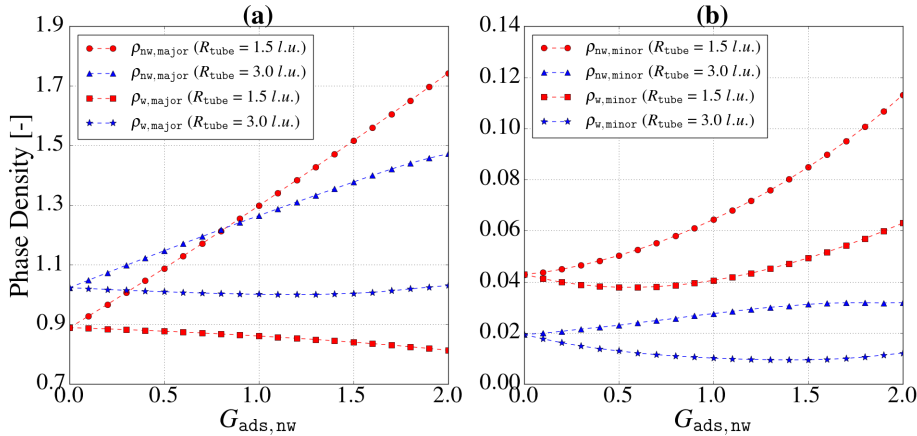 (a)
1.9
1.7
1.5
1.3
1.1
0.9
0.7
Phase Density [-]
ρnw,major (Rtube = 1.5 l.u.)
ρnw,major (Rtube = 3.0 l.u.)
ρw,major (Rtube = 1.5 l.u.)
ρw,major (Rtube = 3.0 l.u.)
0.0 0.5 1.0 1.5 2.0
Gads,nw
(b)
0.14
0.12
0.10
0.08
0.06
0.04
0.02
0.00
ρnw,minor (Rtube = 1.5 l.u.)
ρnw,minor (Rtube = 3.0 l.u.)
ρw,minor (Rtube = 1.5 l.u.)
ρw,minor (Rtube = 3.0 l.u.)
0.0 0.5 1.0 1.5 2.0
Gads,nw